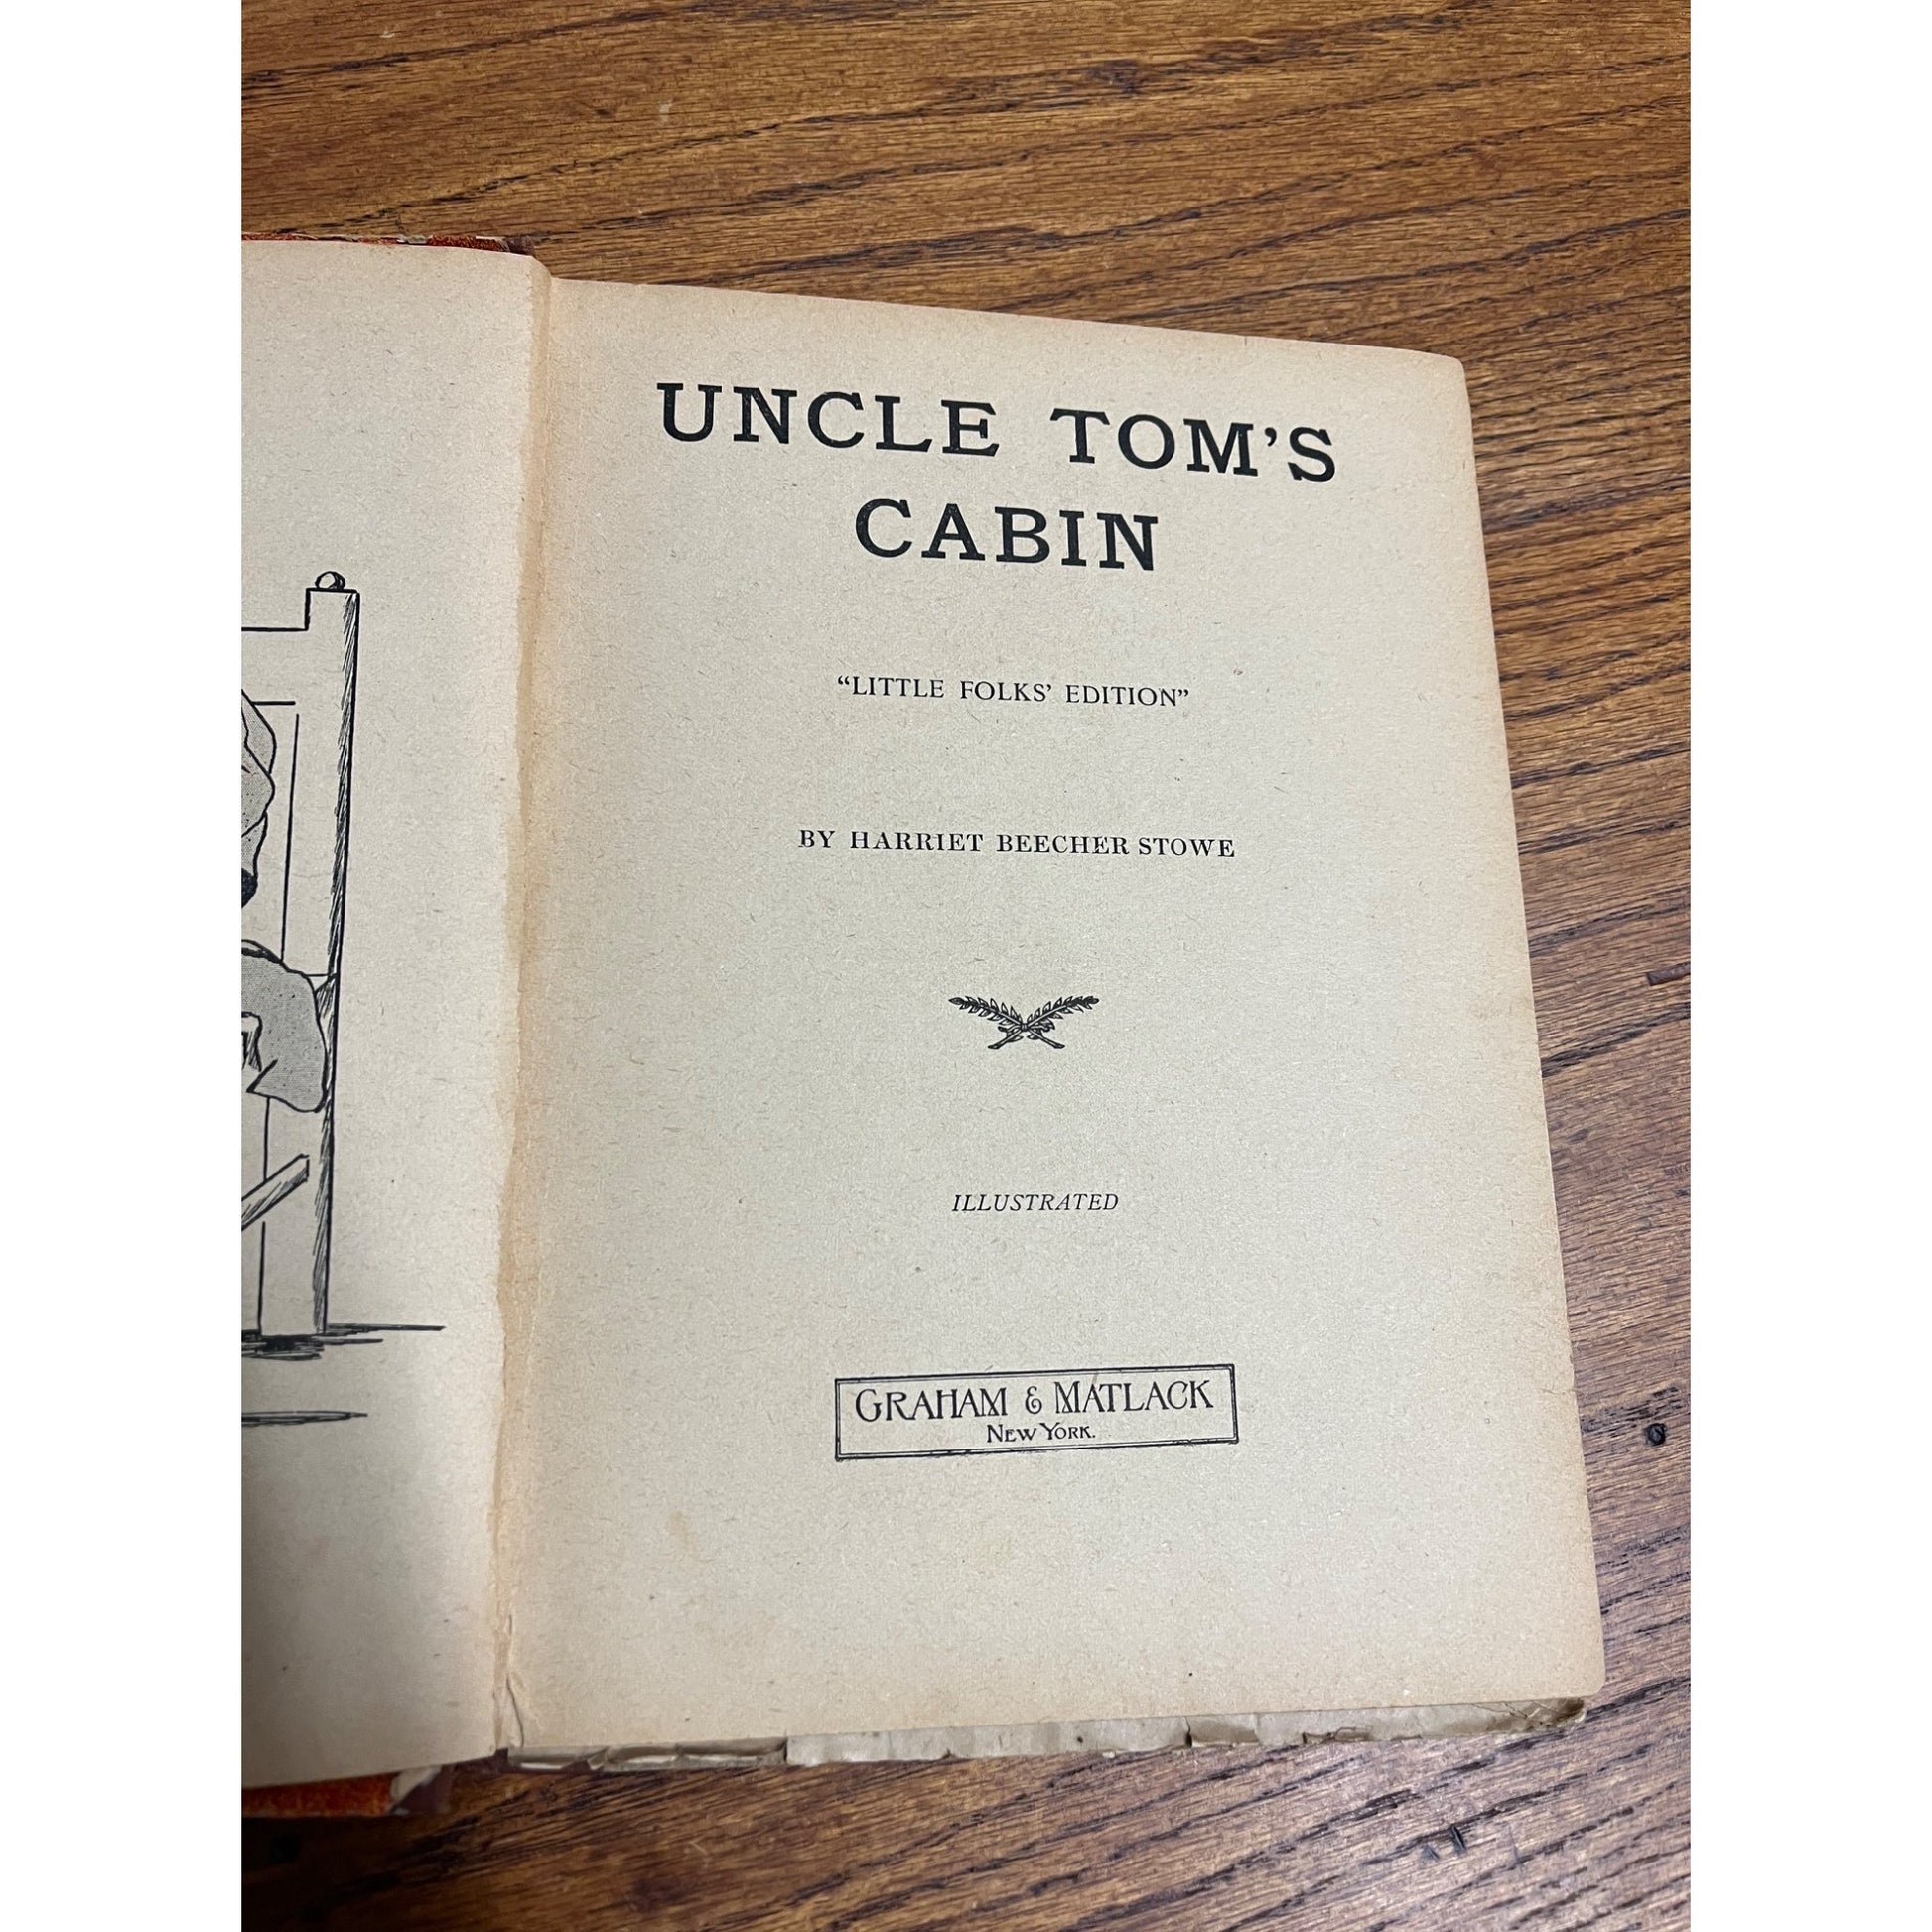 UNCLE TOM'S
CABIN
“LITTLE FOLKS’ EDITION”
BY HARRIET BEECHER STOWE
ILLUSTRATED
GRAHAM & MATLACK
NEW YORK.